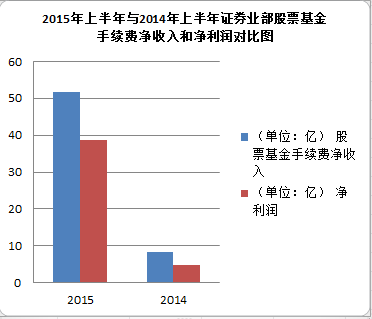 2015年上半年与2014年上半年证券业部股票基金
手续费净收入和净利润对比图
60
50
40
30
20
10
0
2015
2014
（单位：亿） 股
票基金手续费净收
入
（单位：亿） 净
利润